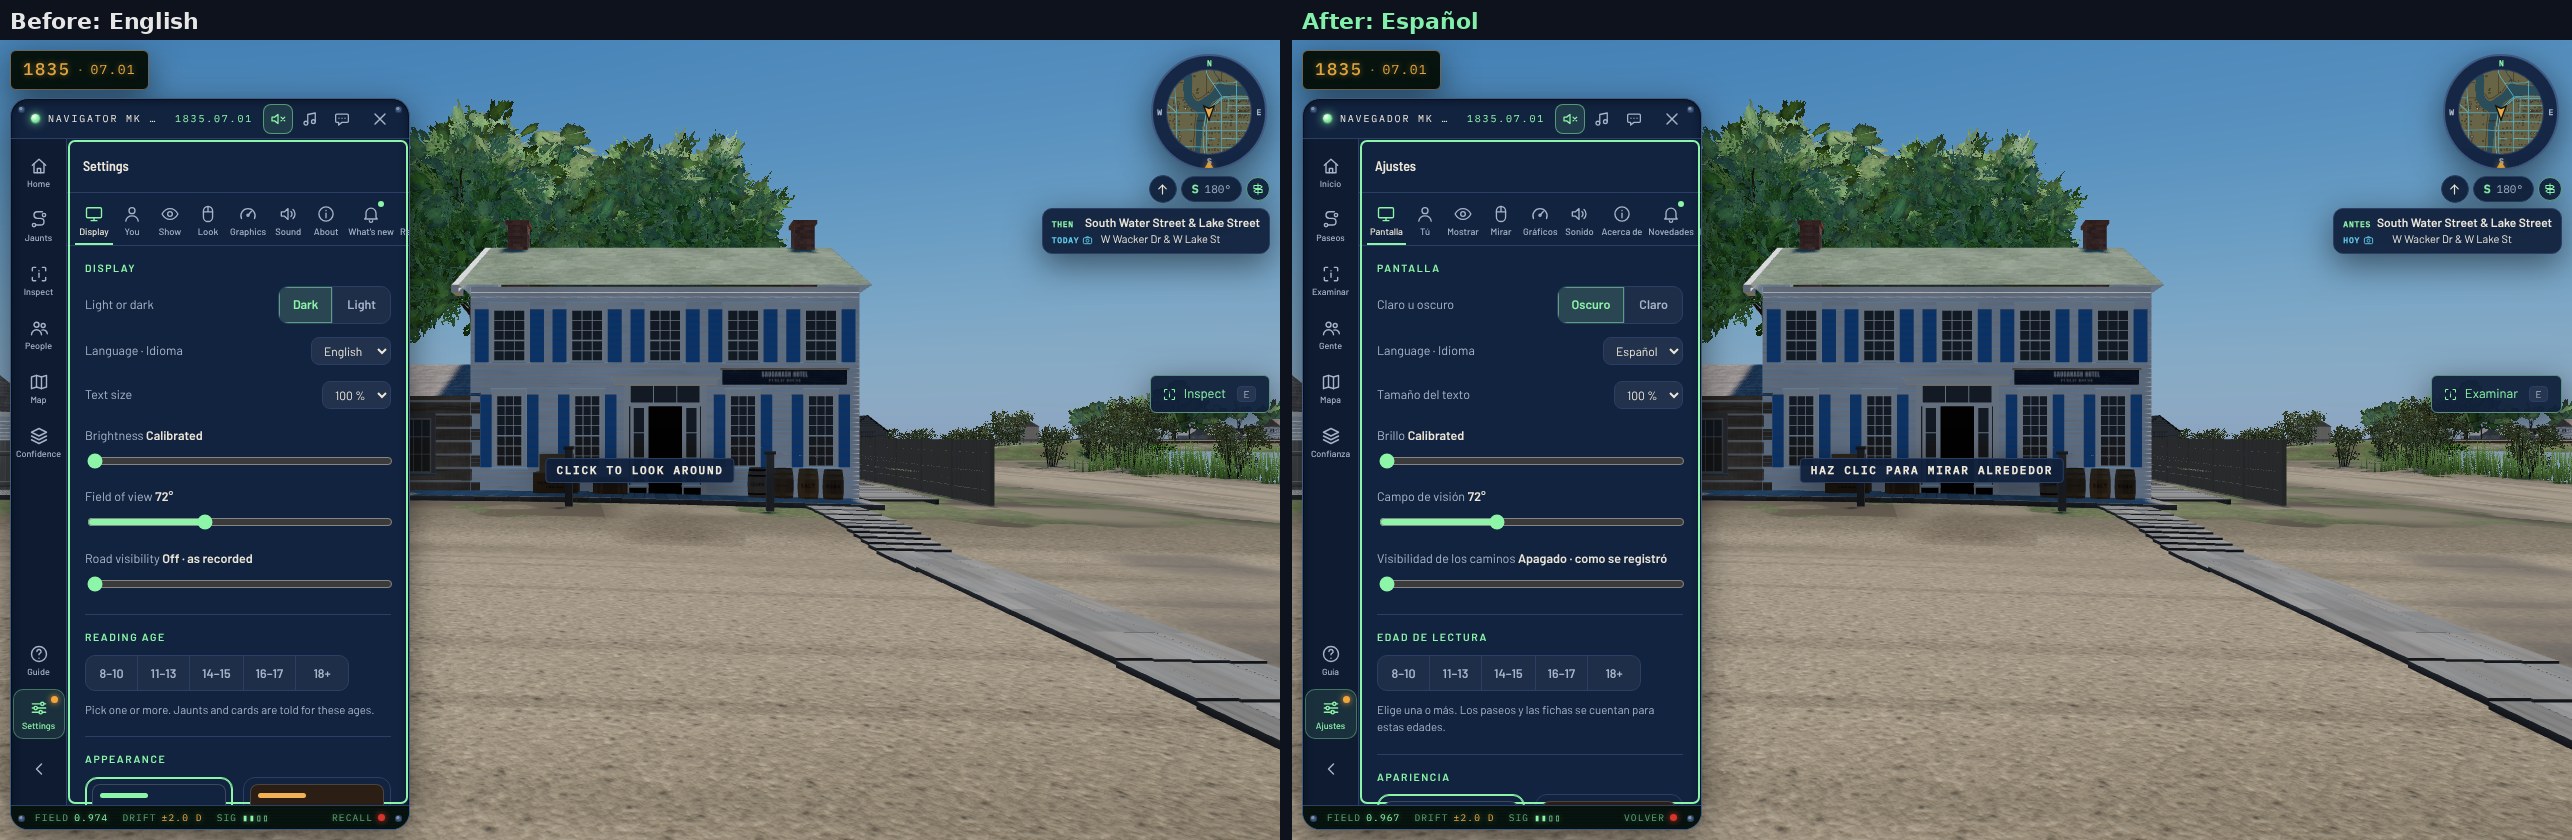 Before: English
1835 · 07.01
NAVIGATOR MK …
1835.07.01
Home
Jaunts
Inspect
People
Map
Confidence
Guide
Settings
Settings
Display
You
Show
Look
Graphics
Sound
About
What's new
DISPLAY
Light or dark
Dark
Light
Language · Idioma
English
Text size
100 %
Brightness Calibrated
Field of view 72°
Road visibility Off · as recorded
READING AGE
8–10
11–13
14–15
16–17
18+
Pick one or more. Jaunts and cards are told for these ages.
APPEARANCE
FIELD 0.974
DRIFT ±2.0 D
SIG
RECALL
N
W
E
S
S 180°
THEN South Water Street & Lake Street
TODAY W Wacker Dr & W Lake St
Inspect E
SAUGANASH HOTEL
CLICK TO LOOK AROUND
After: Español
1835 · 07.01
NAVEGADOR MK …
1835.07.01
Inicio
Paseos
Examinar
Gente
Mapa
Confianza
Guía
Ajustes
Ajustes
Pantalla
Tú
Mostrar
Mirar
Gráficos
Sonido
Acerca de
Novedades
PANTALLA
Claro u oscuro
Oscuro
Claro
Language · Idioma
Español
Tamaño del texto
100 %
Brillo Calibrated
Campo de visión 72°
Visibilidad de los caminos Apagado · como se registró
EDAD DE LECTURA
8–10
11–13
14–15
16–17
18+
Elige una o más. Los paseos y las fichas se cuentan para
estas edades.
APARIENCIA
FIELD 0.967
DRIFT ±2.0 D
SIG
VOLVER
N
W
E
S
S 180°
ANTES South Water Street & Lake Street
HOY W Wacker Dr & W Lake St
Examinar E
SAUGANASH HOTEL
HAZ CLIC PARA MIRAR ALREDEDOR